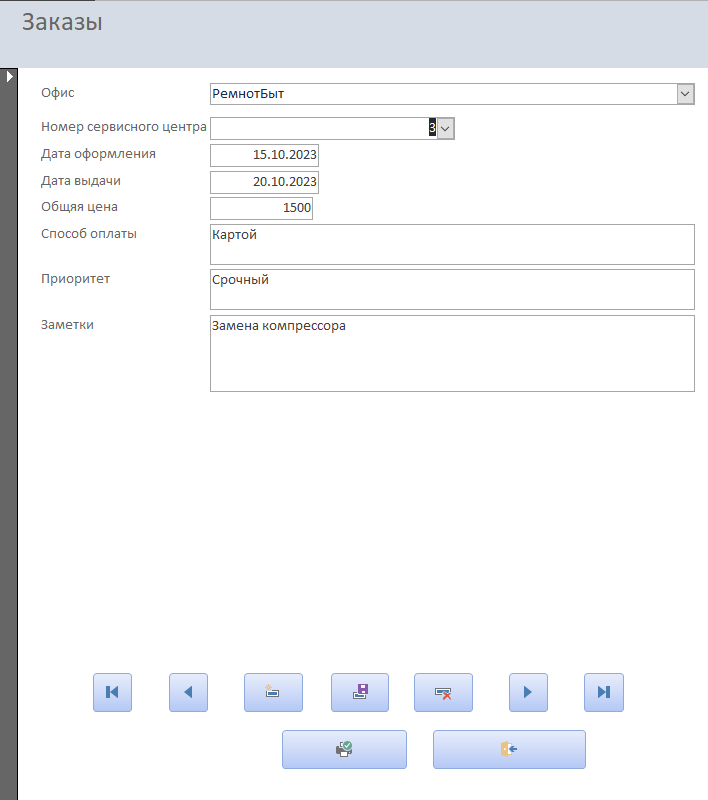 Заказы
Офис РемнотБыт
Номер сервисного центра 3
Дата оформления 15.10.2023
Дата выдачи 20.10.2023
Общяя цена 1500
Способ оплаты Картой
Приоритет Срочный
Заметки Замена компрессора